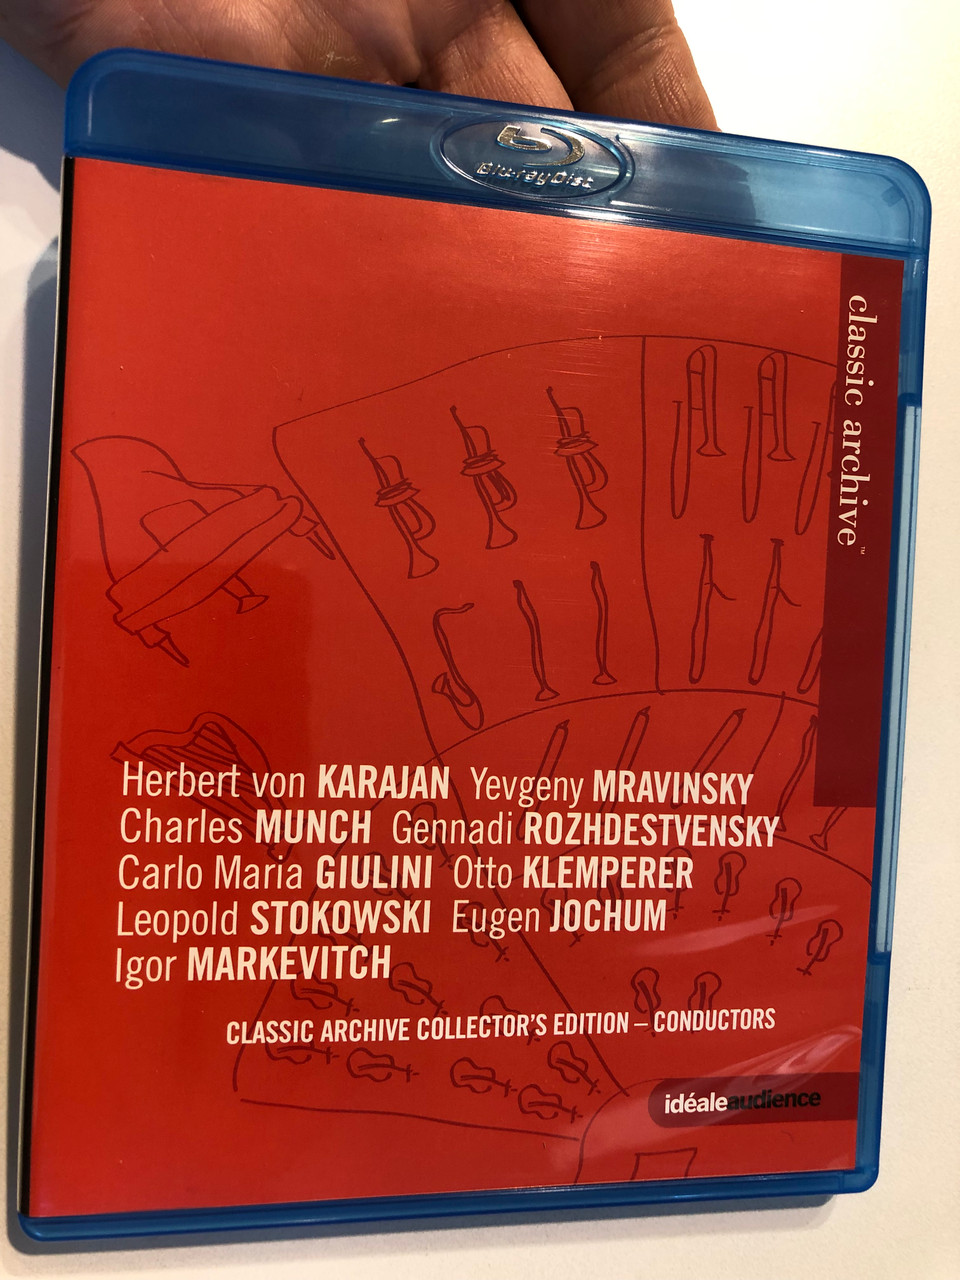 Blu-ray Disc
classic archive™
Herbert von KARAJAN Yevgeny MRAVINSKY
Charles MUNCH Gennadi ROZHDESTVENSKY
Carlo Maria GIULINI Otto KLEMPERER
Leopold STOKOWSKI Eugen JOCHUM
Igor MARKEVITCH
CLASSIC ARCHIVE COLLECTOR'S EDITION – CONDUCTORS
idéaleaudience